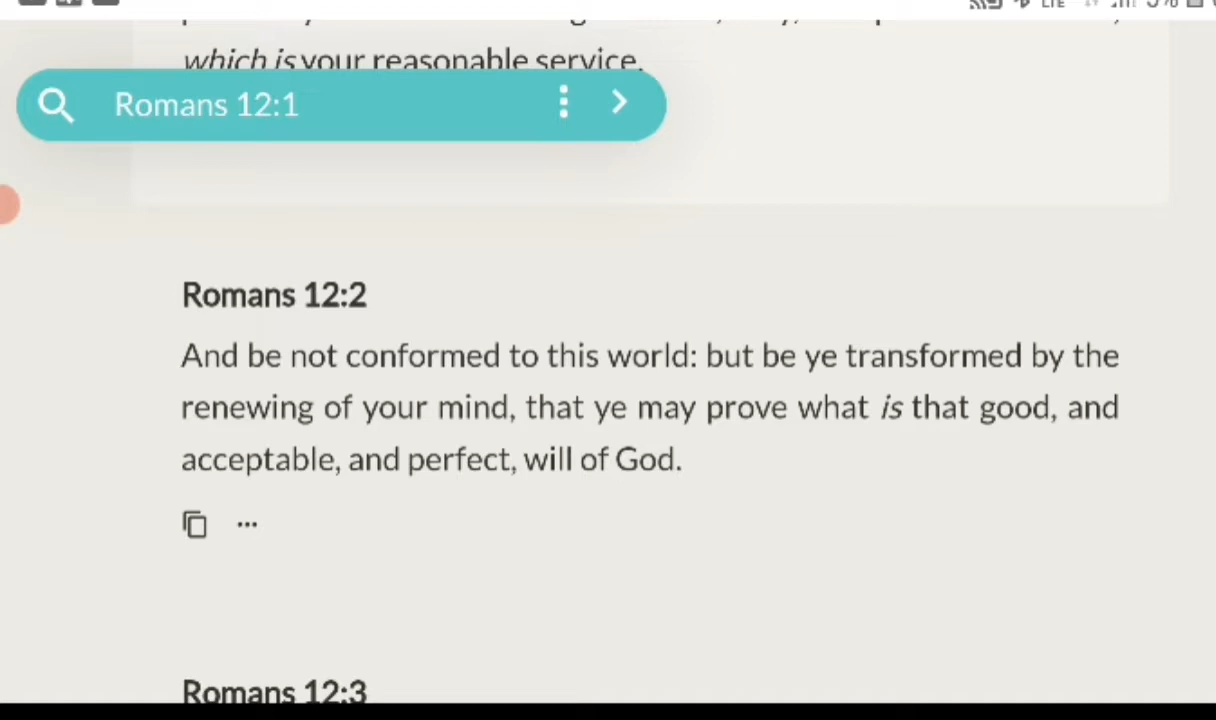 LTE
which is your reasonable service.
Romans 12:1
Romans 12:2
And be not conformed to this world: but be ye transformed by the
renewing of your mind, that ye may prove what is that good, and
acceptable, and perfect, will of God.
Romans 12:3